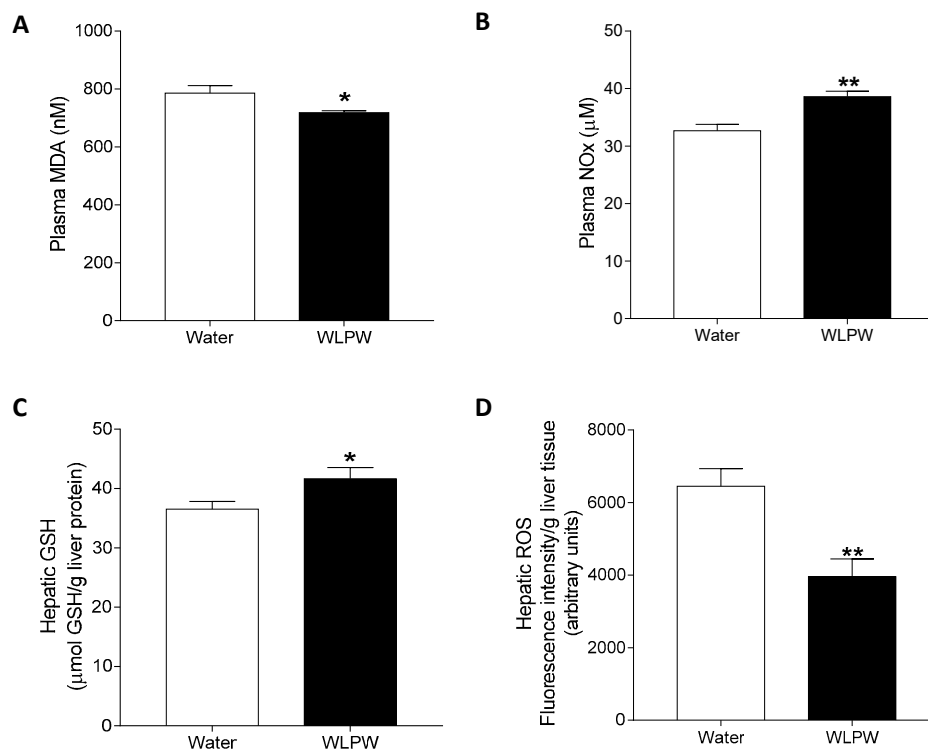 A
Plasma MDA (nM)
1000
800
600
400
200
0
*
Water
WLPW
B
Plasma NOx (µM)
50
40
30
20
10
0
**
Water
WLPW
C
Hepatic GSH
(µmol GSH/g liver protein)
50
40
30
20
10
0
*
Water
WLPW
D
Hepatic ROS
Fluorescence intensity/g liver tissue
(arbitrary units)
8000
6000
4000
2000
0
**
Water
WLPW